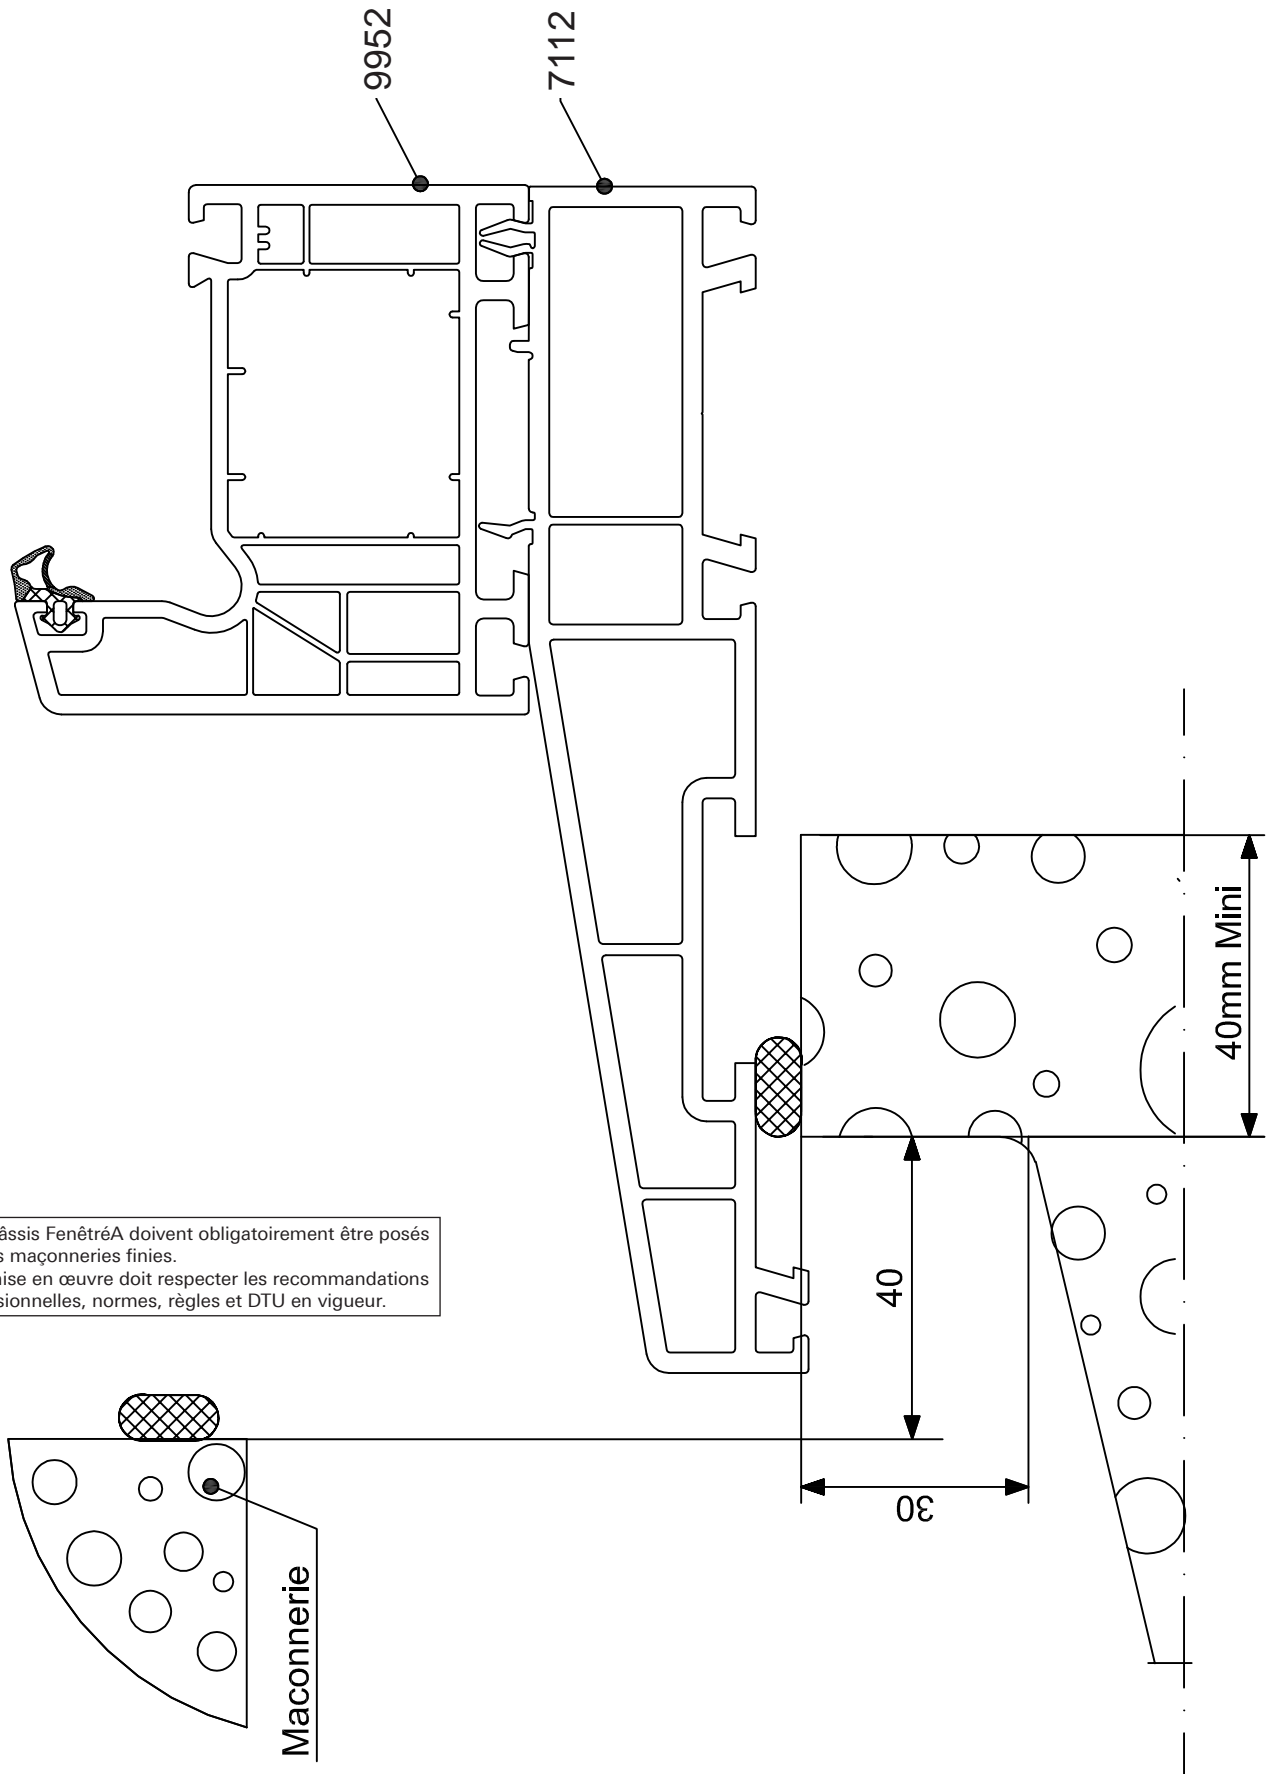 9952
7112
40mm Mini
âssis FenêtréA doivent obligatoirement être posés
s maçonneries finies.
ise en œuvre doit respecter les recommandations
sionnelles, normes, règles et DTU en vigueur.
40
30
Maconnerie